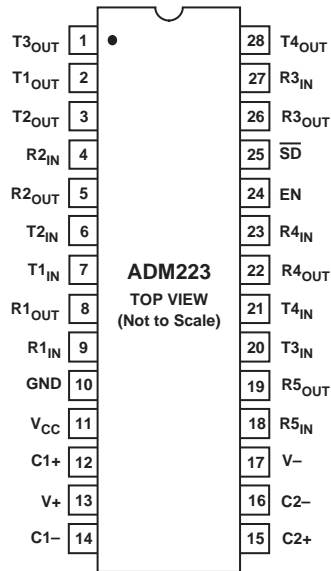 T3OUT 1 28 T4OUT
T1OUT 2 27 R3IN
T2OUT 3 26 R3OUT
R2IN 4 25 S̅D̅
R2OUT 5 24 EN
T2IN 6 23 R4IN
T1IN 7 ADM223 22 R4OUT
R1OUT 8 TOP VIEW 21 T4IN
(Not to Scale)
R1IN 9 20 T3IN
GND 10 19 R5OUT
VCC 11 18 R5IN
C1+ 12 17 V–
V+ 13 16 C2–
C1– 14 15 C2+